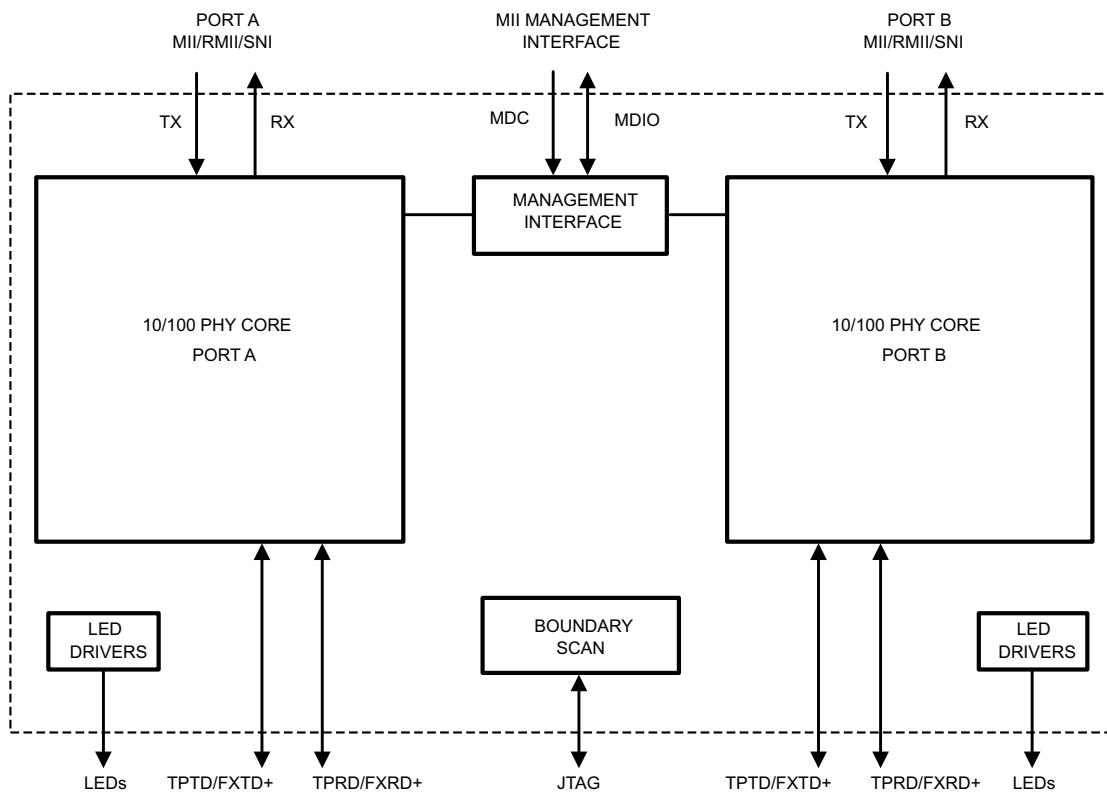 PORT A
MII/RMII/SNI
MII MANAGEMENT
INTERFACE
PORT B
MII/RMII/SNI
TX
RX
MDC
MDIO
TX
RX
MANAGEMENT
INTERFACE
10/100 PHY CORE
PORT A
10/100 PHY CORE
PORT B
LED
DRIVERS
BOUNDARY
SCAN
LED
DRIVERS
LEDs
TPTD/FXTD+
TPRD/FXRD+
JTAG
TPTD/FXTD+
TPRD/FXRD+
LEDs